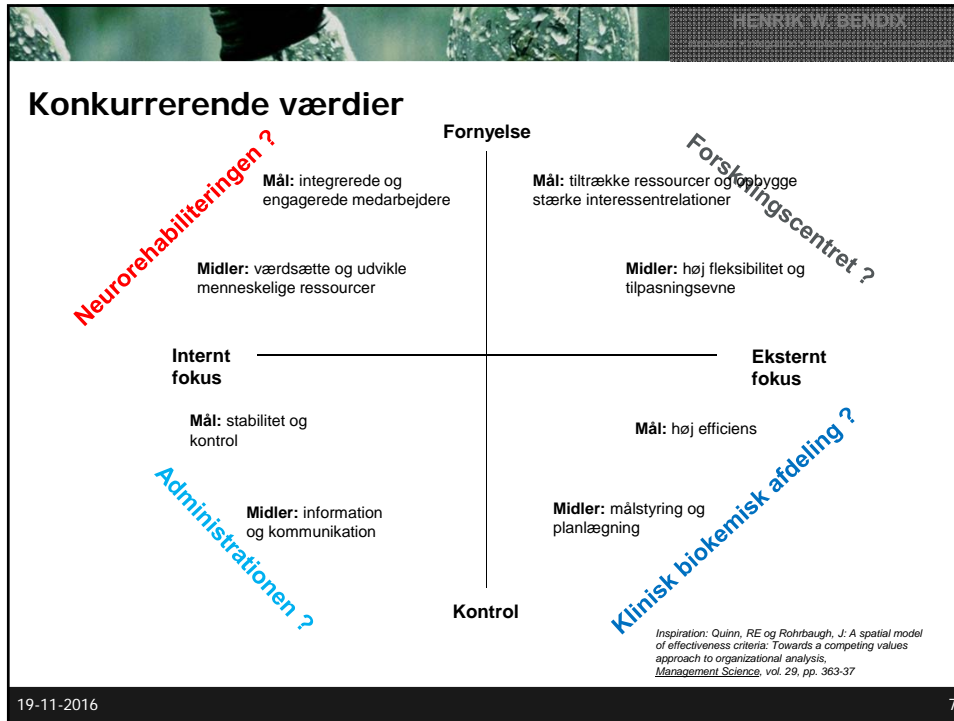 HENRIK W. BENDIX
Konkurrerende værdier
Fornyelse
Neurorehabiliteringen ?
Mål: integrerede og
engagerede medarbejdere
Midler: værdsætte og udvikle
menneskelige ressourcer
Forskningscentret ?
Mål: tiltrække ressourcer og opbygge
stærke interessentrelationer
Midler: høj fleksibilitet og
tilpasningsevne
Internt
fokus
Eksternt
fokus
Mål: stabilitet og
kontrol
Administrationen ?
Midler: information
og kommunikation
Mål: høj efficiens
Midler: målstyring og
planlægning
Klinisk biokemisk afdeling ?
Kontrol
Inspiration: Quinn, RE og Rohrbaugh, J: A spatial model
of effectiveness criteria: Towards a competing values
approach to organizational analysis,
Management Science, vol. 29, pp. 363-37
19-11-2016
7